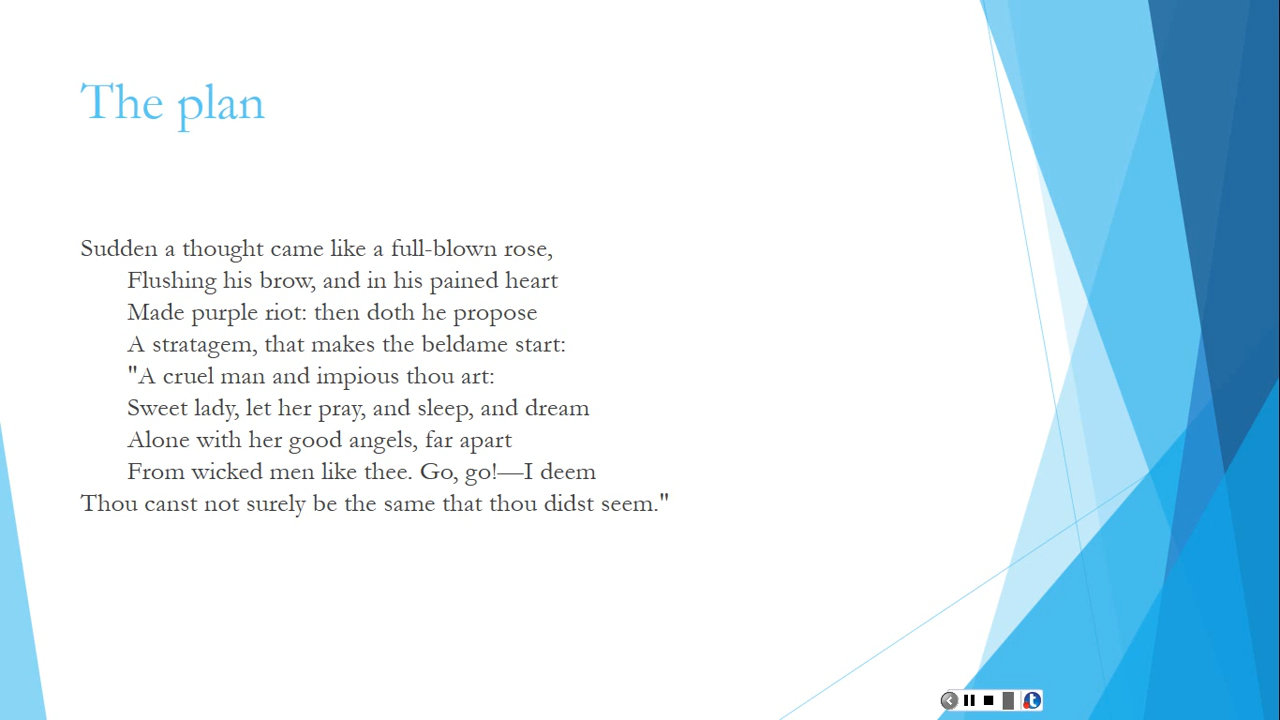 The plan
Sudden a thought came like a full-blown rose,
Flushing his brow, and in his pained heart
Made purple riot: then doth he propose
A stratagem, that makes the beldame start:
"A cruel man and impious thou art:
Sweet lady, let her pray, and sleep, and dream
Alone with her good angels, far apart
From wicked men like thee. Go, go!—I deem
Thou canst not surely be the same that thou didst seem."